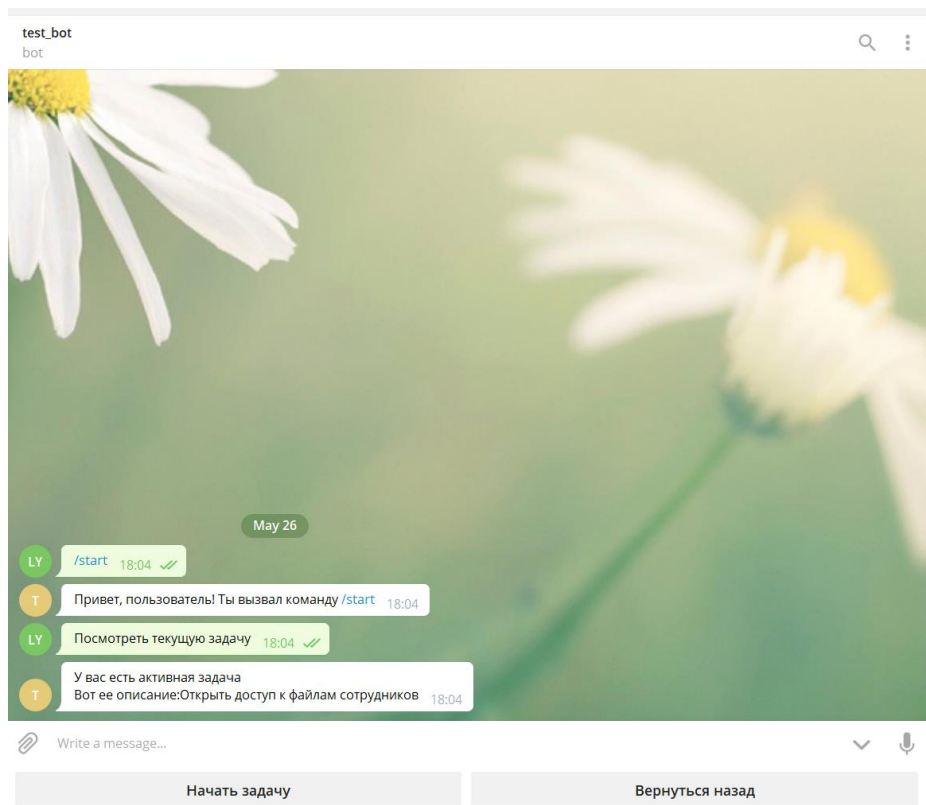 test_bot
bot
May 26
LY
/start 18:04
T
Привет, пользователь! Ты вызвал команду /start 18:04
LY
Посмотреть текущую задачу 18:04
У вас есть активная задача
T
Вот ее описание:Открыть доступ к файлам сотрудников 18:04
Write a message...
Начать задачу
Вернуться назад